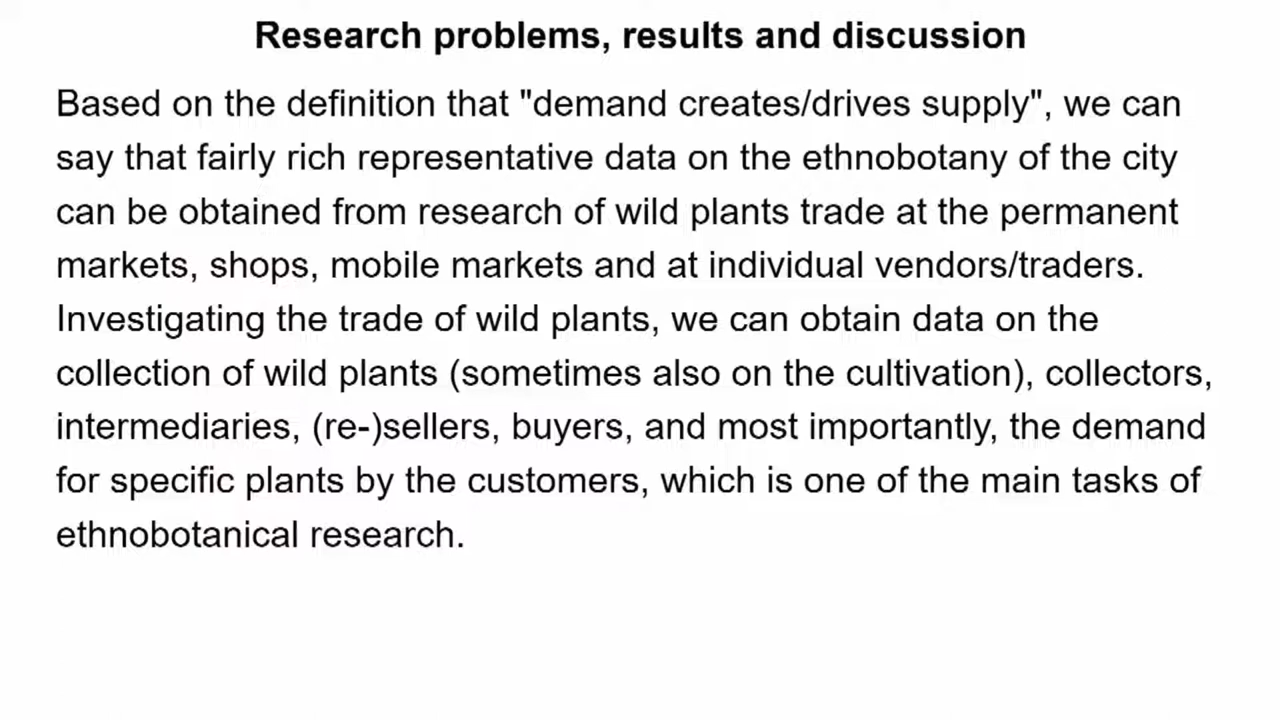 Research problems, results and discussion
Based on the definition that "demand creates/drives supply", we can
say that fairly rich representative data on the ethnobotany of the city
can be obtained from research of wild plants trade at the permanent
markets, shops, mobile markets and at individual vendors/traders.
Investigating the trade of wild plants, we can obtain data on the
collection of wild plants (sometimes also on the cultivation), collectors,
intermediaries, (re-)sellers, buyers, and most importantly, the demand
for specific plants by the customers, which is one of the main tasks of
ethnobotanical research.